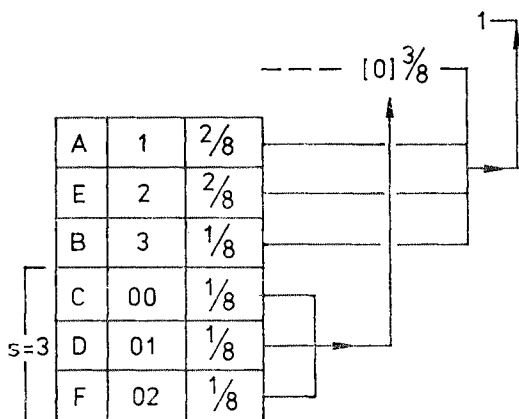 1
[0] 3/8
A 1 2/8
E 2 2/8
B 3 1/8
C 00 1/8
s=3 D 01 1/8
F 02 1/8